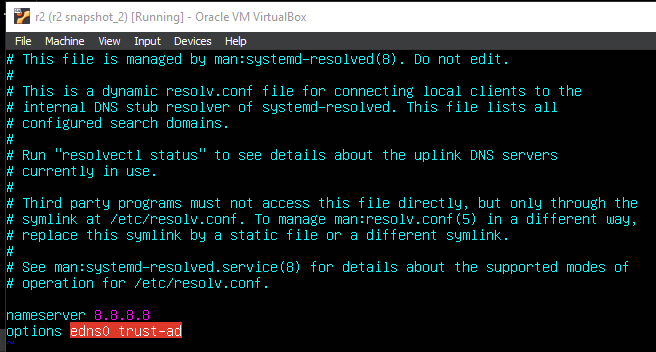 r2 (r2 snapshot_2) [Running] - Oracle VM VirtualBox
File Machine View Input Devices Help
# This file is managed by man:systemd-resolved(8). Do not edit.
#
# This is a dynamic resolv.conf file for connecting local clients to the
# internal DNS stub resolver of systemd-resolved. This file lists all
# configured search domains.
#
# Run "resolvectl status" to see details about the uplink DNS servers
# currently in use.
#
# Third party programs must not access this file directly, but only through the
# symlink at /etc/resolv.conf. To manage man:resolv.conf(5) in a different way,
# replace this symlink by a static file or a different symlink.
#
# See man:systemd-resolved.service(8) for details about the supported modes of
# operation for /etc/resolv.conf.
nameserver 8.8.8.8
options edns0 trust-ad
~